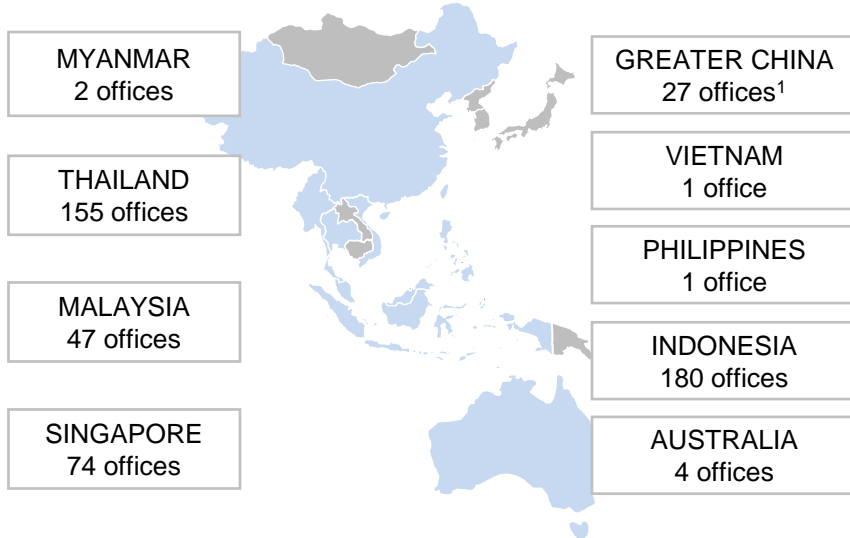 MYANMAR
2 offices
THAILAND
155 offices
MALAYSIA
47 offices
SINGAPORE
74 offices
GREATER CHINA
27 offices¹
VIETNAM
1 office
PHILIPPINES
1 office
INDONESIA
180 offices
AUSTRALIA
4 offices